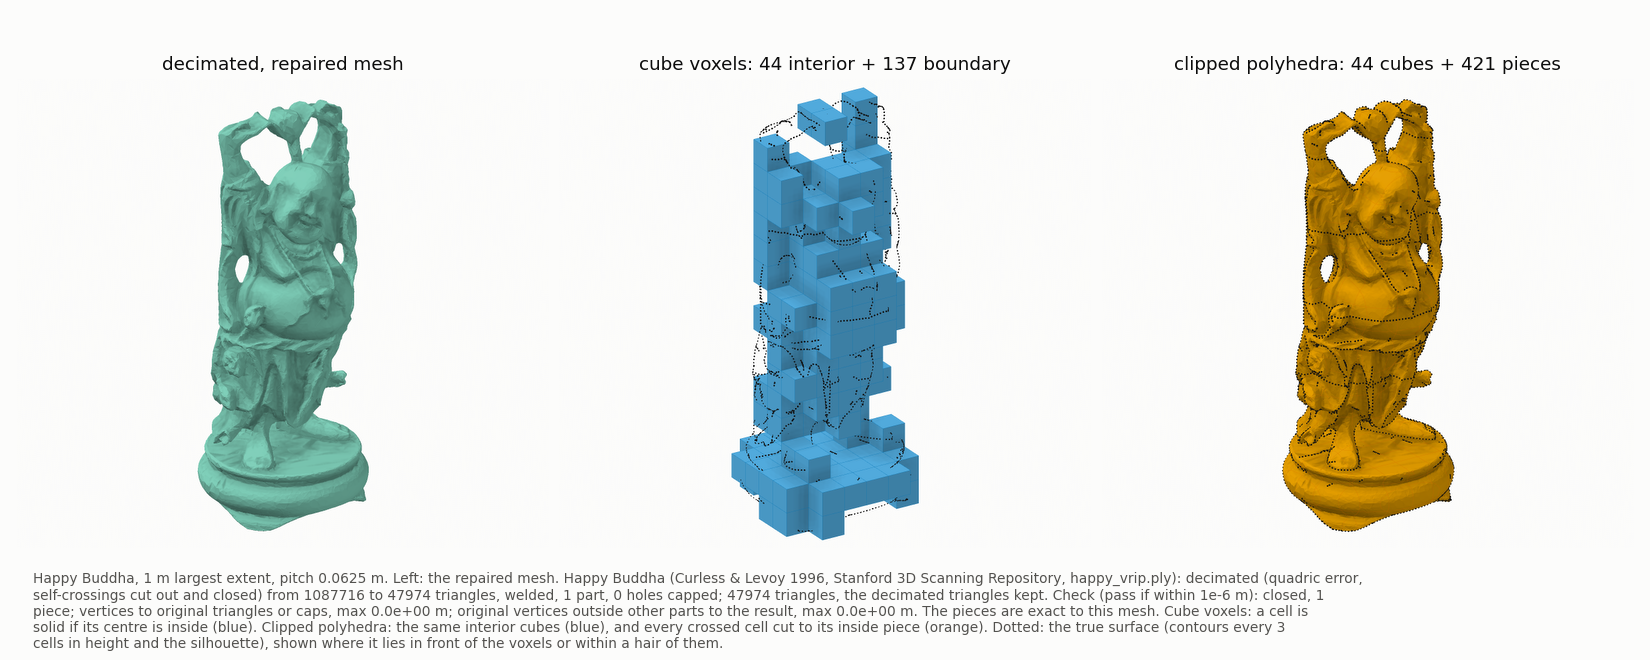 decimated, repaired mesh
cube voxels: 44 interior + 137 boundary
clipped polyhedra: 44 cubes + 421 pieces
Happy Buddha, 1 m largest extent, pitch 0.0625 m. Left: the repaired mesh. Happy Buddha (Curless & Levoy 1996, Stanford 3D Scanning Repository, happy_vrip.ply): decimated (quadric error,
self-crossings cut out and closed) from 1087716 to 47974 triangles, welded, 1 part, 0 holes capped; 47974 triangles, the decimated triangles kept. Check (pass if within 1e-6 m): closed, 1
piece; vertices to original triangles or caps, max 0.0e+00 m; original vertices outside other parts to the result, max 0.0e+00 m. The pieces are exact to this mesh. Cube voxels: a cell is
solid if its centre is inside (blue). Clipped polyhedra: the same interior cubes (blue), and every crossed cell cut to its inside piece (orange). Dotted: the true surface (contours every 3
cells in height and the silhouette), shown where it lies in front of the voxels or within a hair of them.